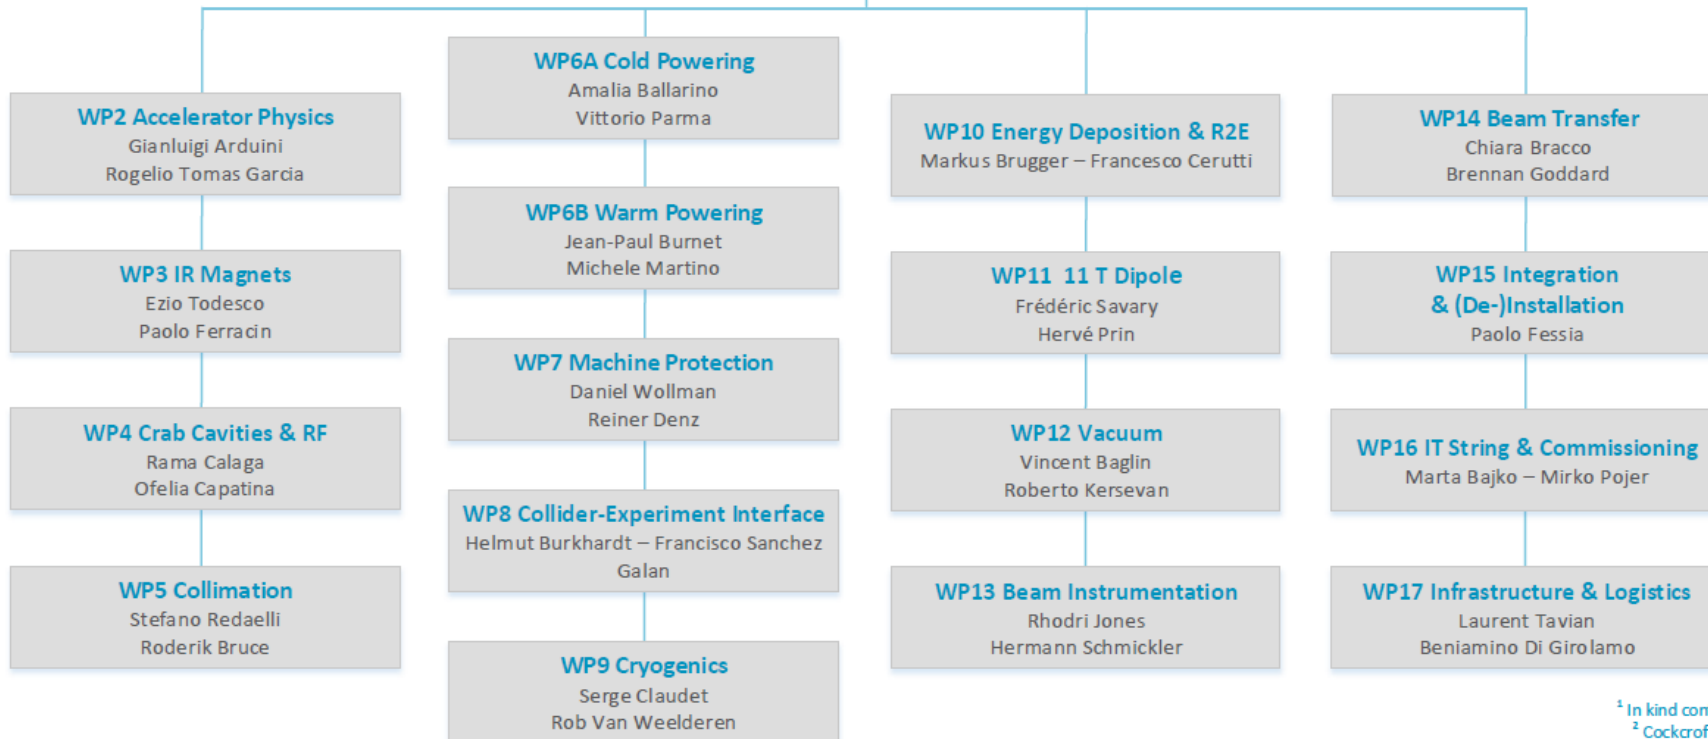 WP2 Accelerator Physics
Gianluigi Arduini
Rogelio Tomas Garcia
WP3 IR Magnets
Ezio Todesco
Paolo Ferracin
WP4 Crab Cavities & RF
Rama Calaga
Ofelia Capatina
WP5 Collimation
Stefano Redaelli
Roderik Bruce
WP6A Cold Powering
Amalia Ballarino
Vittorio Parma
WP6B Warm Powering
Jean-Paul Burnet
Michele Martino
WP7 Machine Protection
Daniel Wollman
Reiner Denz
WP8 Collider-Experiment Interface
Helmut Burkhardt – Francisco Sanchez
Galan
WP9 Cryogenics
Serge Claudet
Rob Van Weelderen
WP10 Energy Deposition & R2E
Markus Brugger – Francesco Cerutti
WP11 11 T Dipole
Frédéric Savary
Hervé Prin
WP12 Vacuum
Vincent Baglin
Roberto Kersevan
WP13 Beam Instrumentation
Rhodri Jones
Hermann Schmickler
WP14 Beam Transfer
Chiara Bracco
Brennan Goddard
WP15 Integration
& (De-)Installation
Paolo Fessia
WP16 IT String & Commissioning
Marta Bajko – Mirko Pojer
WP17 Infrastructure & Logistics
Laurent Tavian
Beniamino Di Girolamo
¹ In kind
²